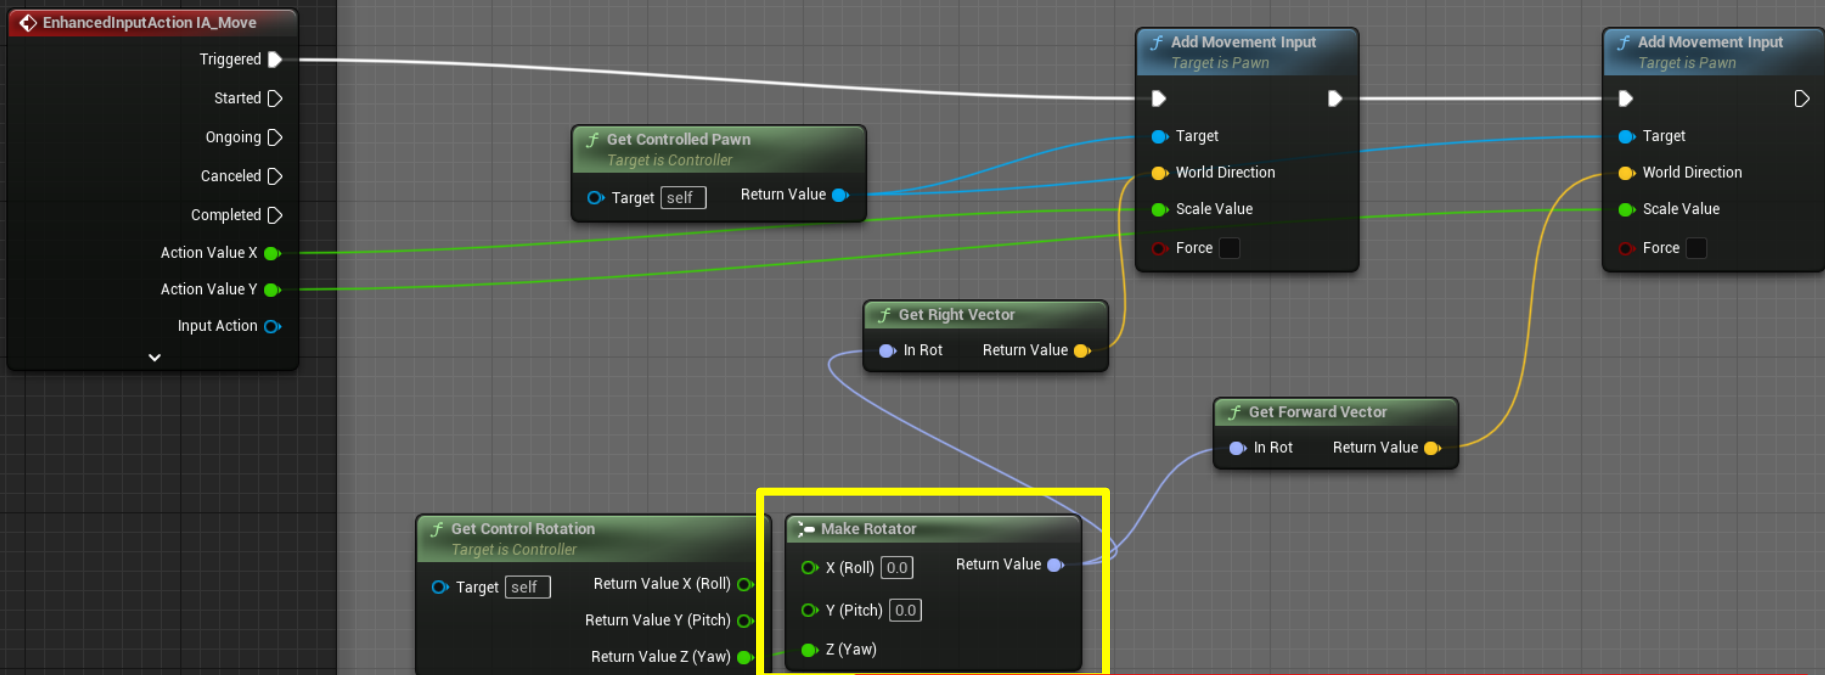 EnhancedInputAction IA_Move
Triggered
Started
Ongoing
Canceled
Completed
Action Value X
Action Value Y
Input Action
f Get Controlled Pawn
Target is Controller
Target self Return Value
f Add Movement Input
Target is Pawn
Target
World Direction
Scale Value
Force
f Add Movement Input
Target is Pawn
Target
World Direction
Scale Value
Force
f Get Right Vector
In Rot Return Value
f Get Forward Vector
In Rot Return Value
f Get Control Rotation
Target is Controller
Target self Return Value X (Roll)
Return Value Y (Pitch)
Return Value Z (Yaw)
Make Rotator
X (Roll) 0.0 Return Value
Y (Pitch) 0.0
Z (Yaw)